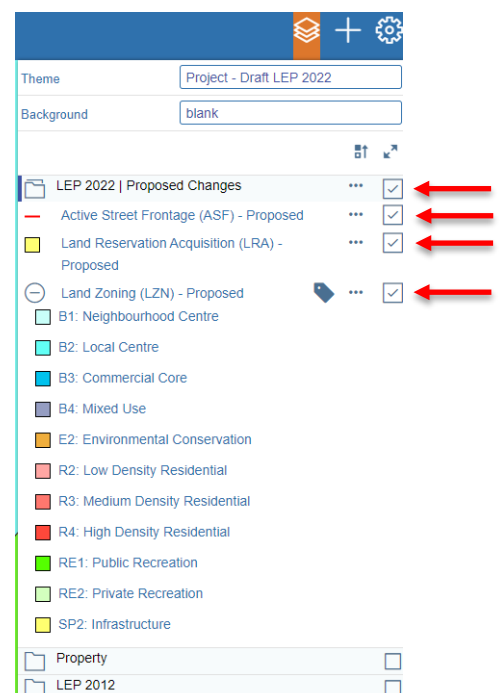 Theme Project - Draft LEP 2022
Background blank
LEP 2022 | Proposed Changes
Active Street Frontage (ASF) - Proposed
Land Reservation Acquisition (LRA) -
Proposed
Land Zoning (LZN) - Proposed
B1: Neighbourhood Centre
B2: Local Centre
B3: Commercial Core
B4: Mixed Use
E2: Environmental Conservation
R2: Low Density Residential
R3: Medium Density Residential
R4: High Density Residential
RE1: Public Recreation
RE2: Private Recreation
SP2: Infrastructure
Property
LEP 2012